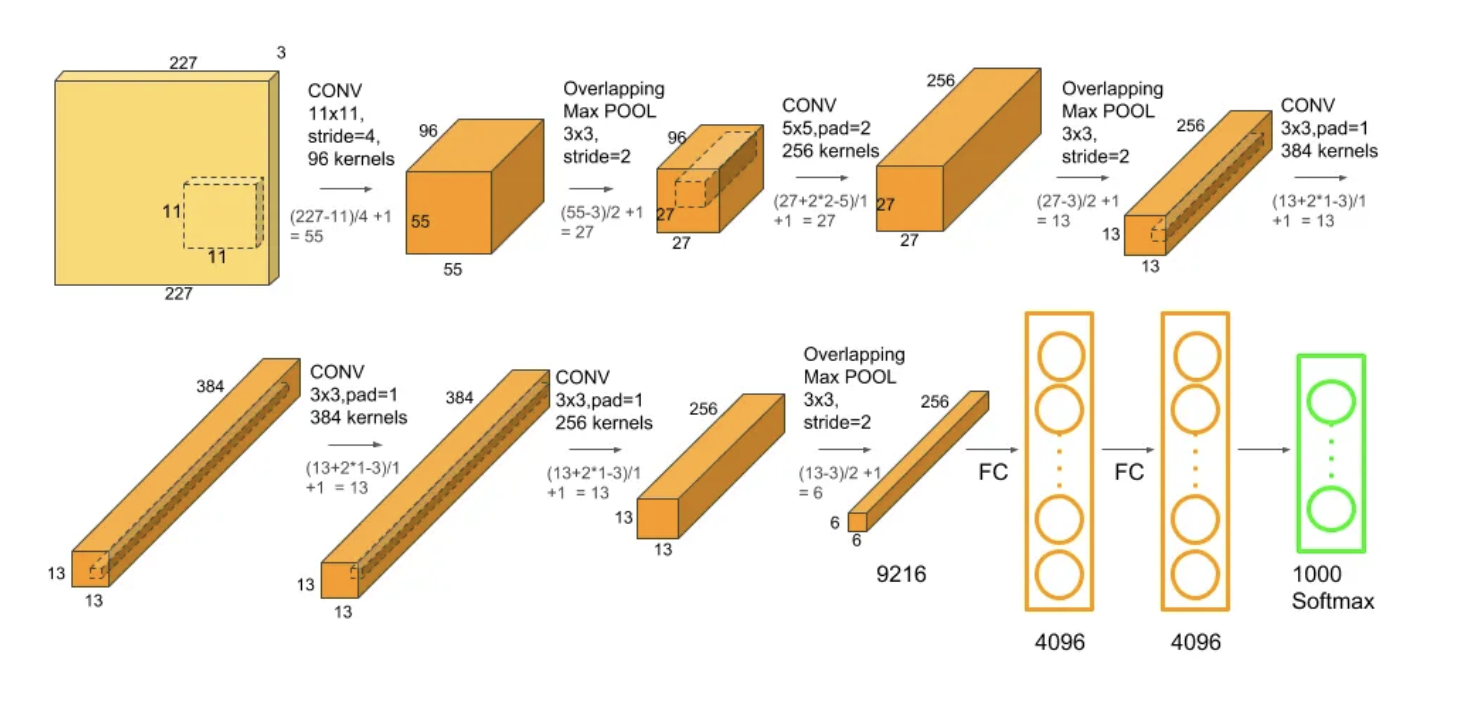 227
3
11
11
227
CONV
11x11,
stride=4,
96 kernels
(227-11)/4 +1
= 55
96
55
55
Overlapping
Max POOL
3x3,
stride=2
(55-3)/2 +1
= 27
96
27
27
CONV
5x5,pad=2
256 kernels
(27+2*2-5)/1
+1 = 27
256
27
27
Overlapping
Max POOL
3x3,
stride=2
(27-3)/2 +1
= 13
256
13
13
CONV
3x3,pad=1
384 kernels
(13+2*1-3)/1
+1 = 13
384
13
13
CONV
3x3,pad=1
384 kernels
(13+2*1-3)/1
+1 = 13
384
13
13
CONV
3x3,pad=1
256 kernels
(13+2*1-3)/1
+1 = 13
256
13
13
Overlapping
Max POOL
3x3,
stride=2
(13-3)/2 +1
= 6
256
6
6
9216
FC
4096
FC
4096
1000
Softmax